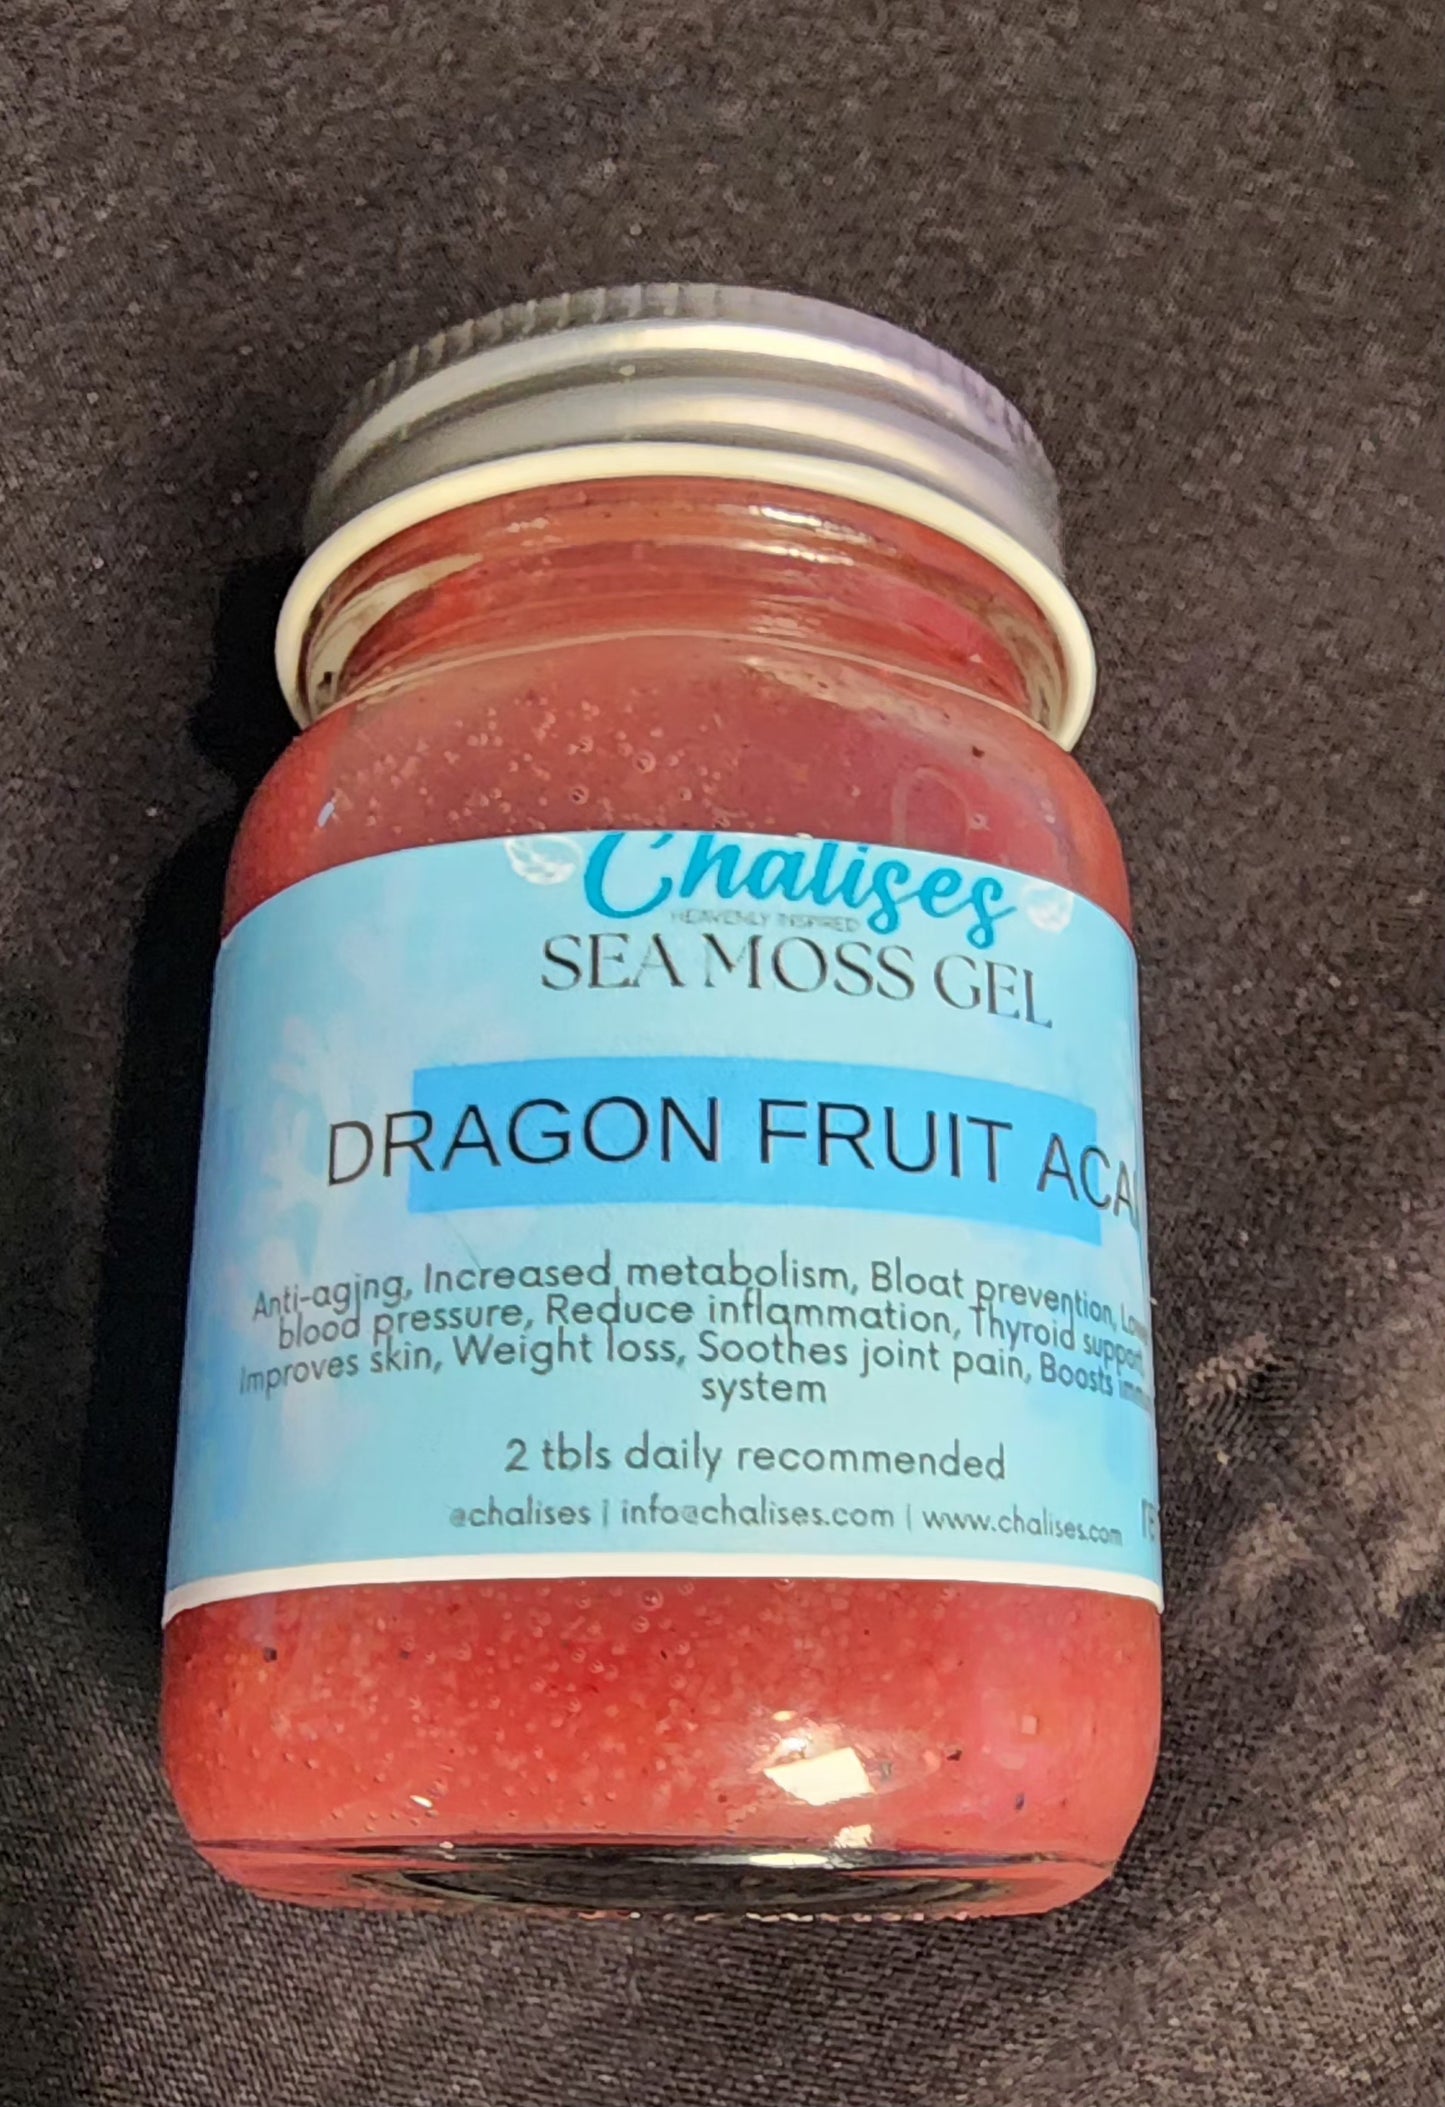 Chalises
HEAVENLY INSPIRED
SEA MOSS GEL
DRAGON FRUIT ACA
Anti-aging, Increased metabolism, Bloat prevention,
blood pressure, Reduce inflammation, Thyroid support,
Improves skin, Weight loss, Soothes joint pain, Boosts
system
2 tbls daily recommended
@chalises | info@chalises.com | www.chalises.com